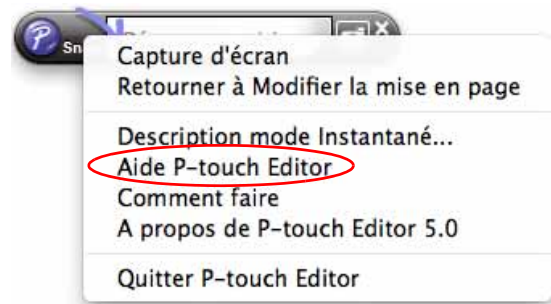 P
Sn
Capture d'écran
Retourner à Modifier la mise en page
Description mode Instantané...
Aide P-touch Editor
Comment faire
A propos de P-touch Editor 5.0
Quitter P-touch Editor